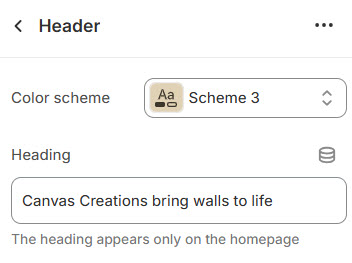 Header
Color scheme
Aa
Scheme 3
Heading
Canvas Creations bring walls to life
The heading appears only on the homepage